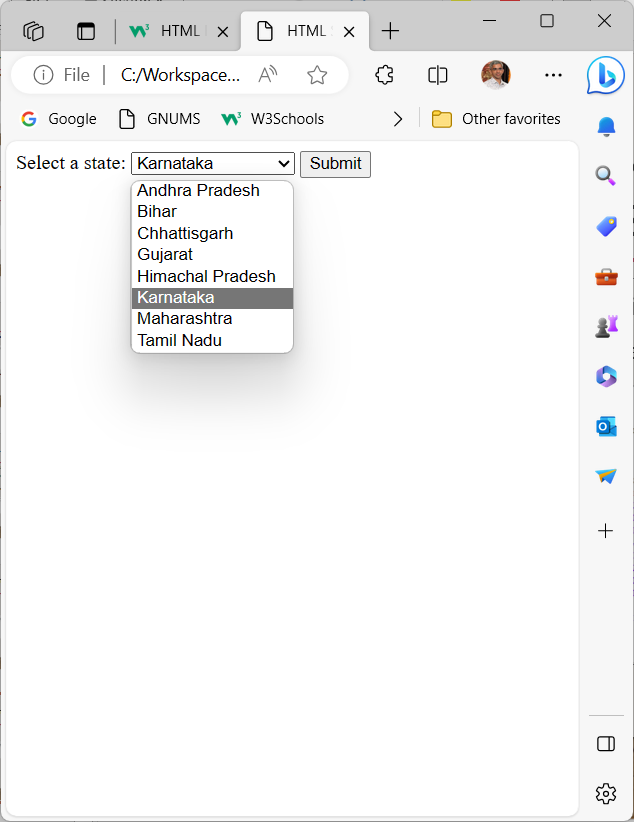 HTML
HTML
File C:/Workspace...
Google GNUMS W3Schools Other favorites
Select a state: Karnataka Submit
Andhra Pradesh
Bihar
Chhattisgarh
Gujarat
Himachal Pradesh
Karnataka
Maharashtra
Tamil Nadu